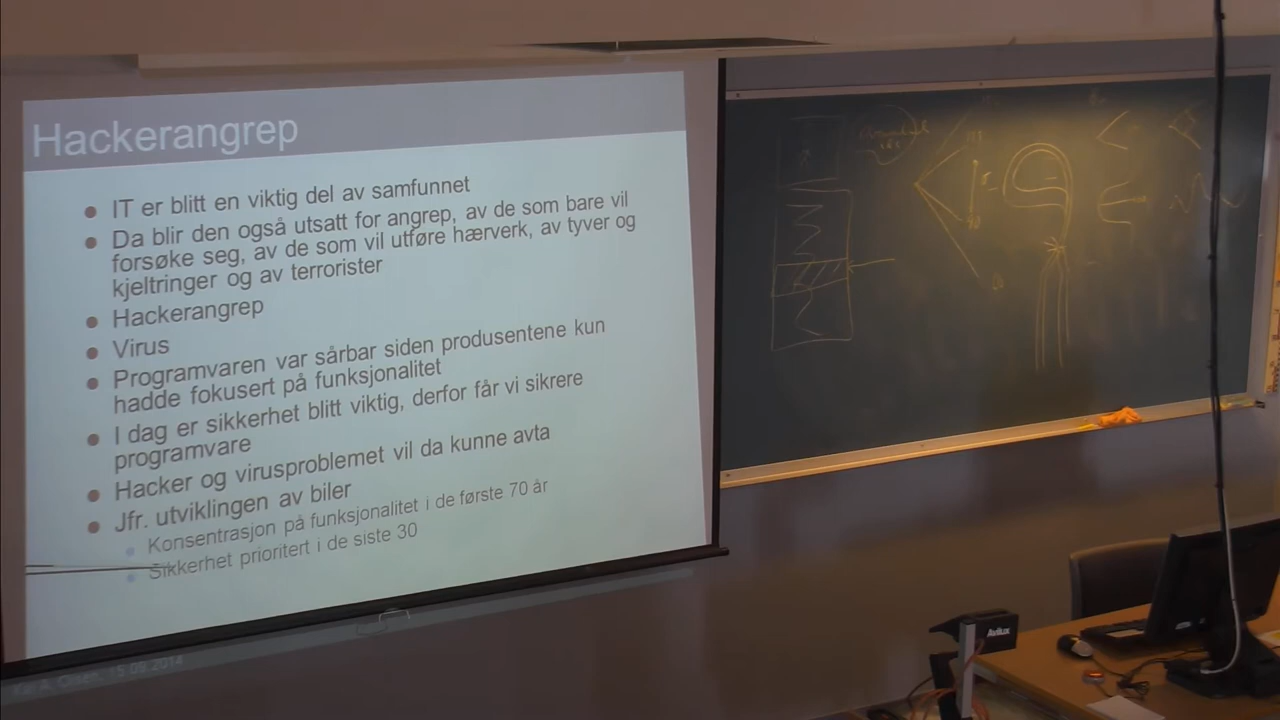 Hackerangrep
IT er blitt en viktig del av samfunnet
Da blir den også utsatt for angrep, av de som bare vil
forsøke seg, av de som vil utføre hærverk, av tyver og
kjeltringer og av terrorister
Hackerangrep
Virus
Programvaren var sårbar siden produsentene kun
hadde fokusert på funksjonalitet
I dag er sikkerhet blitt viktig, derfor får vi sikrere
programvare
Hacker og virusproblemet vil da kunne avta
Jfr. utviklingen av biler
Konsentrasjon på funksjonalitet i de første 70 år
Sikkerhet prioritert i de siste 30
A. Olsen, 15.09.2014